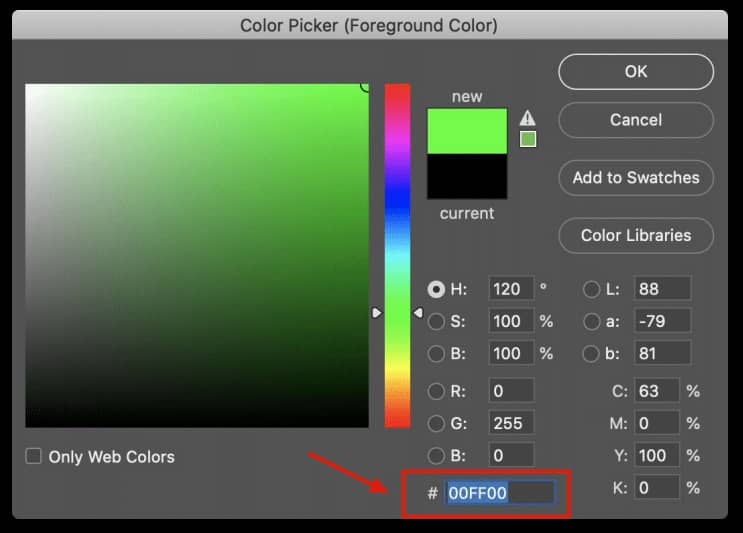 Color Picker (Foreground Color)
new
current
OK
Cancel
Add to Swatches
Color Libraries
H: 120 °
S: 100 %
B: 100 %
R: 0
G: 255
B: 0
# 00FF00
L: 88
a: -79
b: 81
C: 63 %
M: 0 %
Y: 100 %
K: 0 %
Only Web Colors